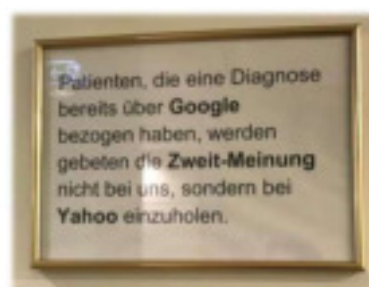 Patienten, die eine Diagnose
bereits über Google
bezogen haben, werden
gebeten die Zweit-Meinung
nicht bei uns, sondern bei
Yahoo einzuholen.